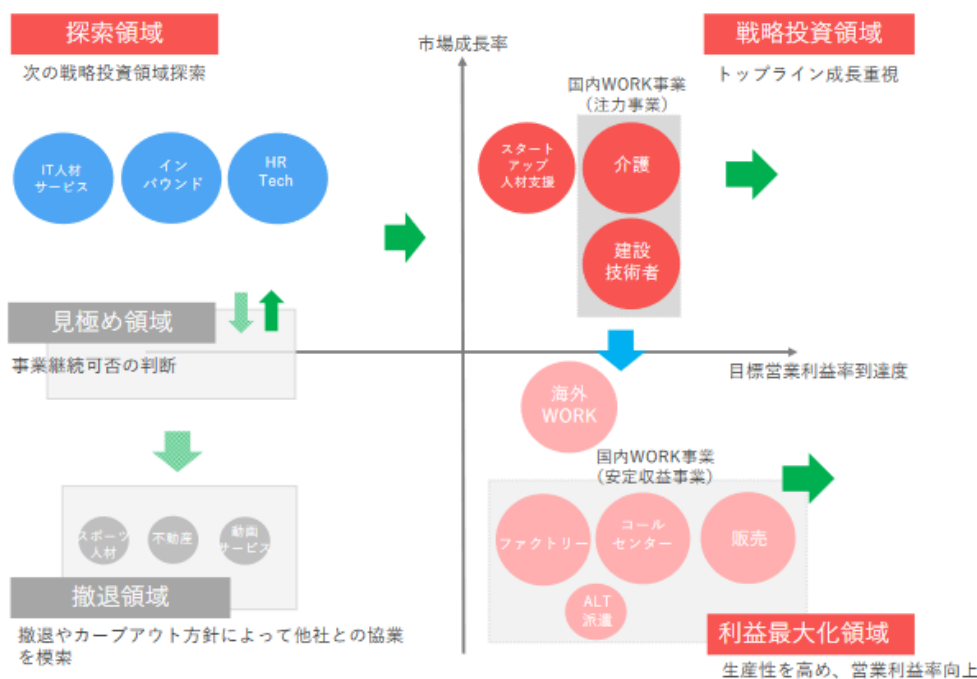 探索領域
次の戦略投資領域探索
市場成長率
戦略投資領域
トップライン成長重視
国内WORK事業
（注力事業）
IT人材
サービス
イン
バウンド
HR
Tech
スタート
アップ
人材支援
介護
建設
技術者
見極め領域
事業継続可否の判断
目標営業利益率到達度
海外
WORK
国内WORK事業
（安定収益事業）
スポーツ
人材
不動産
動画
サービス
ファクトリー
コール
センター
販売
ALT
派遣
撤退領域
撤退やカーブアウト方針によって他社との協業
を模索
利益最大化領域
生産性を高め、営業利益率向上